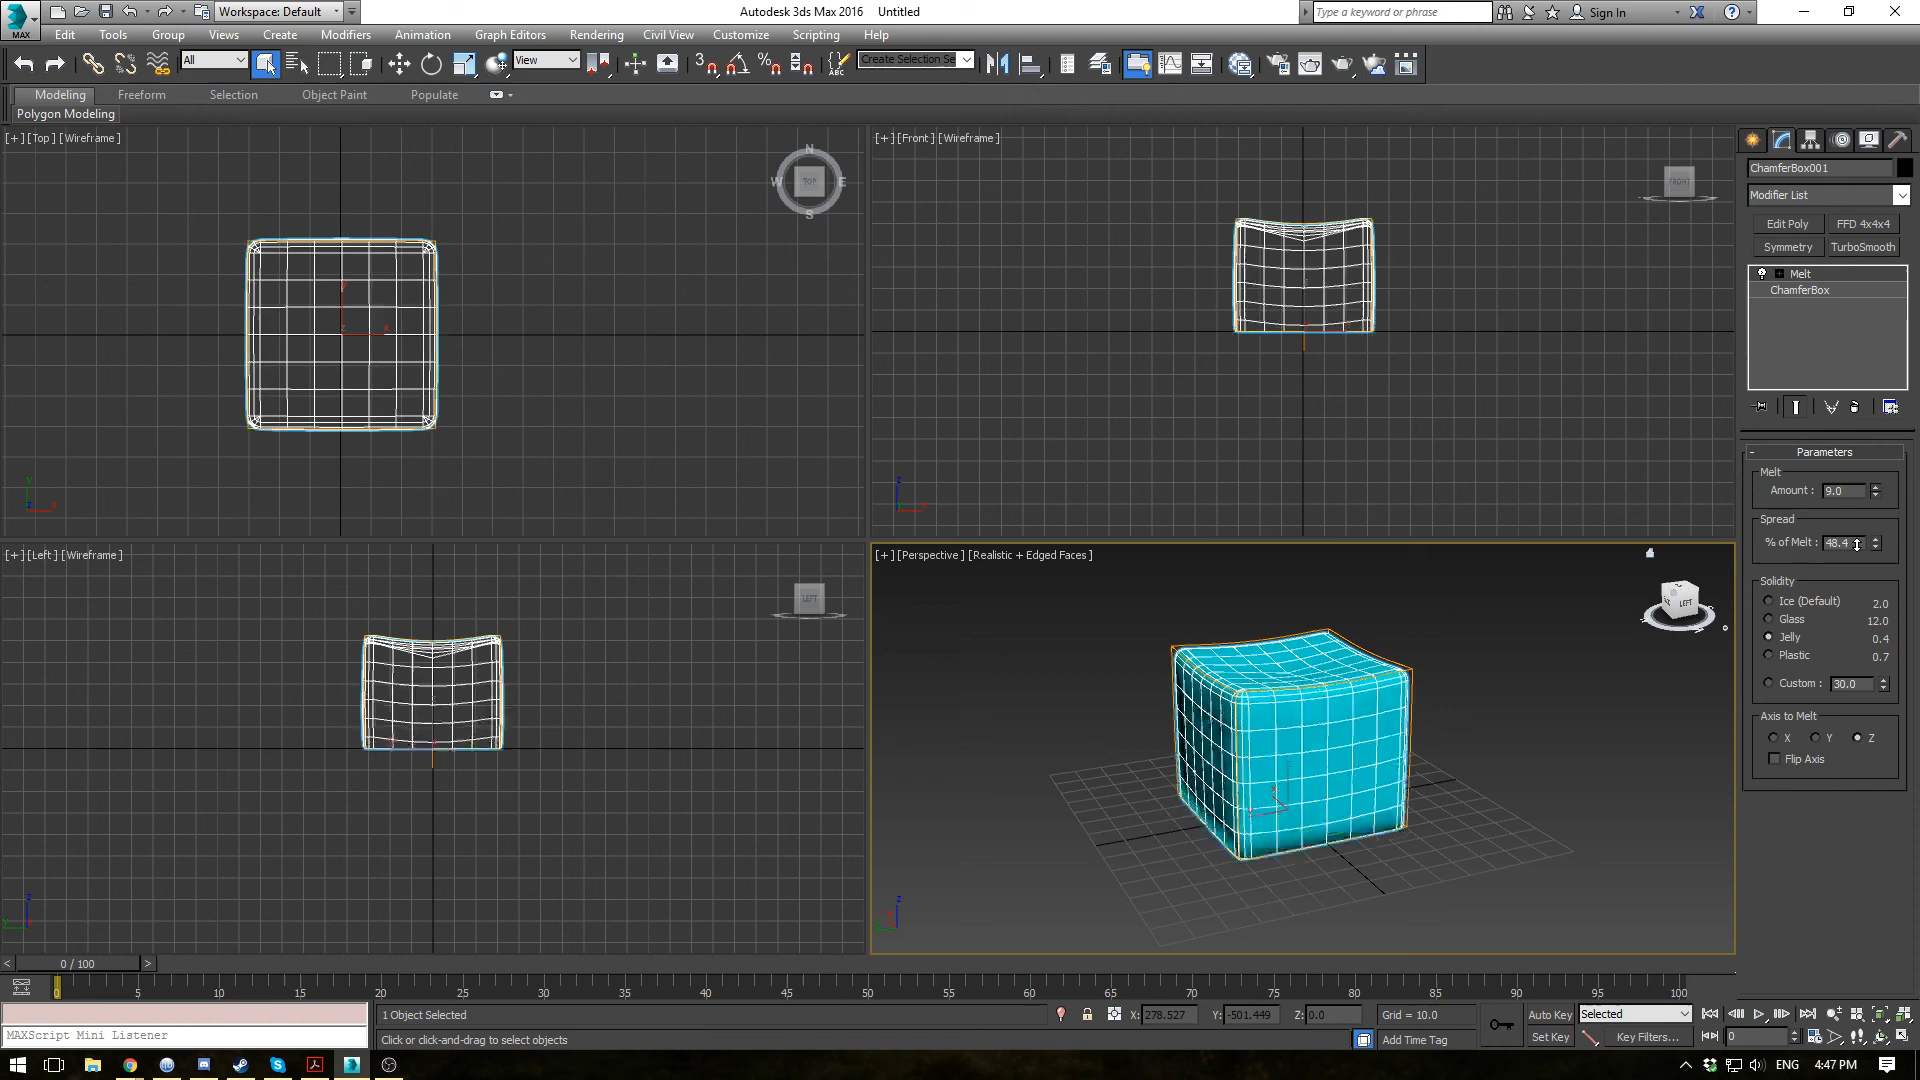 Workspace: Default
Autodesk 3ds Max 2016 Untitled
Type a keyword or phrase
Sign In
MAX
Edit Tools Group Views Create Modifiers Animation Graph Editors Rendering Civil View Customize Scripting Help
All
View
Create Selection Se
Modeling Freeform Selection Object Paint Populate
Polygon Modeling
[+] [Top] [Wireframe]
[+] [Front] [Wireframe]
N
W TOP E
S
FRONT
ChamferBox001
Modifier List
Edit Poly FFD 4x4x4
Symmetry TurboSmooth
Melt
ChamferBox
Parameters
Melt
Amount : 9.0
Spread
% of Melt : 48.4
Solidity
Ice (Default) 2.0
Glass 12.0
Jelly 0.4
Plastic 0.7
Custom : 30.0
Axis to Melt
X Y Z
Flip Axis
[+] [Left] [Wireframe]
LEFT
[+] [Perspective] [Realistic + Edged Faces]
LEFT
< 0 / 100 >
0 5 10 15 20 25 30 35 40 45 50 55 60 65 70 75 80 85 90 95 100
1 Object Selected
X: 278.527 Y: -501.449 Z: 0.0 Grid = 10.0
Auto Key Selected
MAXScript Mini Listener
Click or click-and-drag to select objects
Add Time Tag
Set Key Key Filters... 0
ENG 4:47 PM